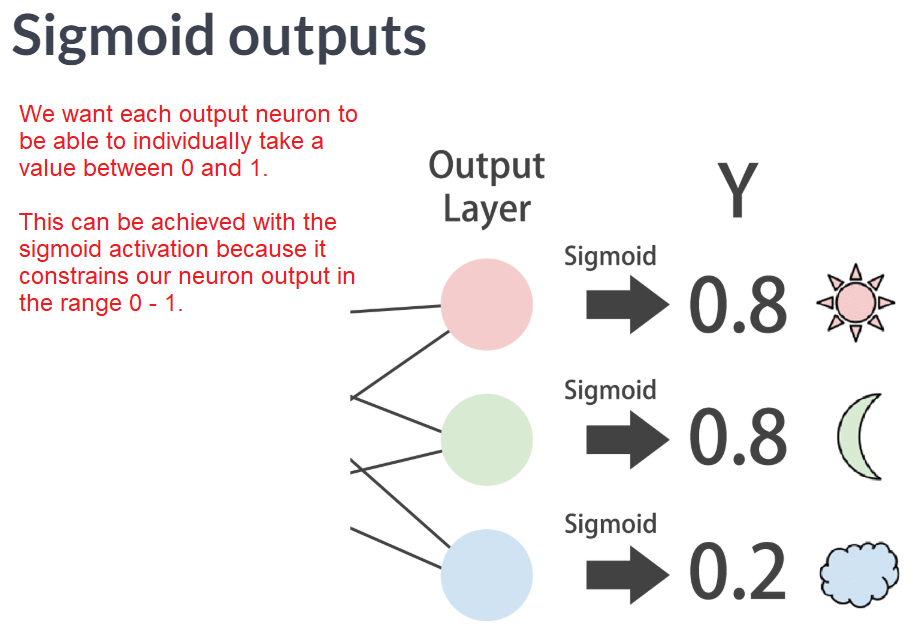 Sigmoid outputs
We want each output neuron to
be able to individually take a
value between 0 and 1.
This can be achieved with the
sigmoid activation because it
constrains our neuron output in
the range 0 - 1.
Output
Layer
Y
Sigmoid
0.8
Sigmoid
0.8
Sigmoid
0.2